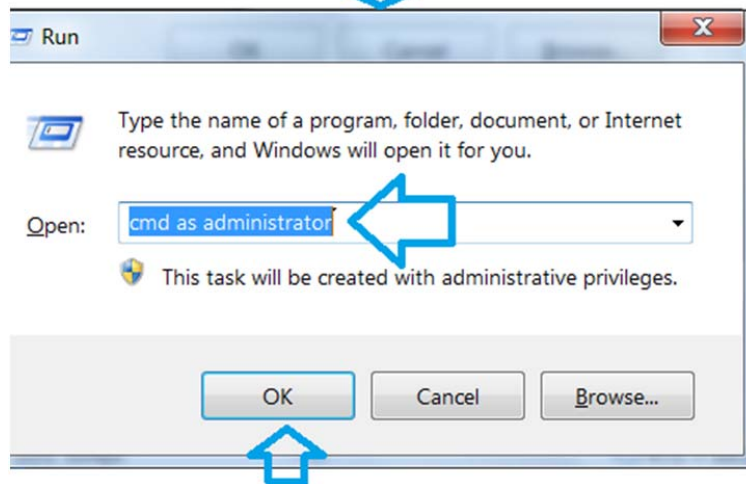 Run
X
Type the name of a program, folder, document, or Internet
resource, and Windows will open it for you.
Open: cmd as administrator
This task will be created with administrative privileges.
OK Cancel Browse...